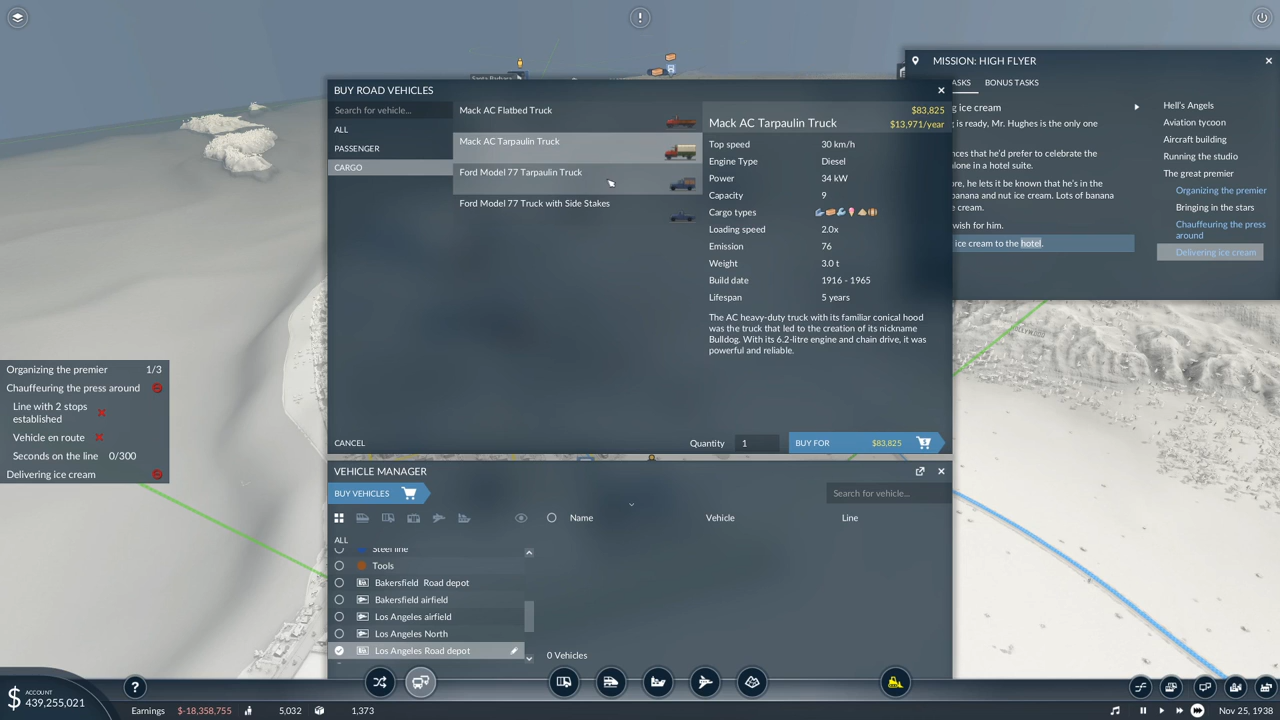 Santa Barbara
MISSION: HIGH FLYER
ASKS
BONUS TASKS
g ice cream
g is ready, Mr. Hughes is the only one
nces that he'd prefer to celebrate the
alone in a hotel suite.
ore, he lets it be known that he's in the
banana and nut ice cream. Lots of banana
e cream.
wish for him.
ice cream to the hotel.
Hell's Angels
Aviation tycoon
Aircraft building
Running the studio
The great premier
Organizing the premier
Bringing in the stars
Chauffeuring the press
around
Delivering ice cream
BUY ROAD VEHICLES
Search for vehicle...
ALL
PASSENGER
CARGO
Mack AC Flatbed Truck
Mack AC Tarpaulin Truck
Ford Model 77 Tarpaulin Truck
Ford Model 77 Truck with Side Stakes
$83,825
Mack AC Tarpaulin Truck
$13,971/year
Top speed 30 km/h
Engine Type Diesel
Power 34 kW
Capacity 9
Cargo types
Loading speed 2.0x
Emission 76
Weight 3.0 t
Build date 1916 - 1965
Lifespan 5 years
The AC heavy-duty truck with its familiar conical hood
was the truck that led to the creation of its nickname
Bulldog. With its 6.2-litre engine and chain drive, it was
powerful and reliable.
CANCEL
Quantity 1
BUY FOR $83,825
HOLLYWOOD
Organizing the premier 1/3
Chauffeuring the press around
Line with 2 stops
established
Vehicle en route
Seconds on the line 0/300
Delivering ice cream
VEHICLE MANAGER
BUY VEHICLES
Search for vehicle...
Name Vehicle Line
ALL
Steel line
Tools
Bakersfield Road depot
Bakersfield airfield
Los Angeles airfield
Los Angeles North
Los Angeles Road depot
0 Vehicles
$ ACCOUNT
439,255,021
?
Earnings $-18,358,755 5,032 1,373
Nov 25, 1938